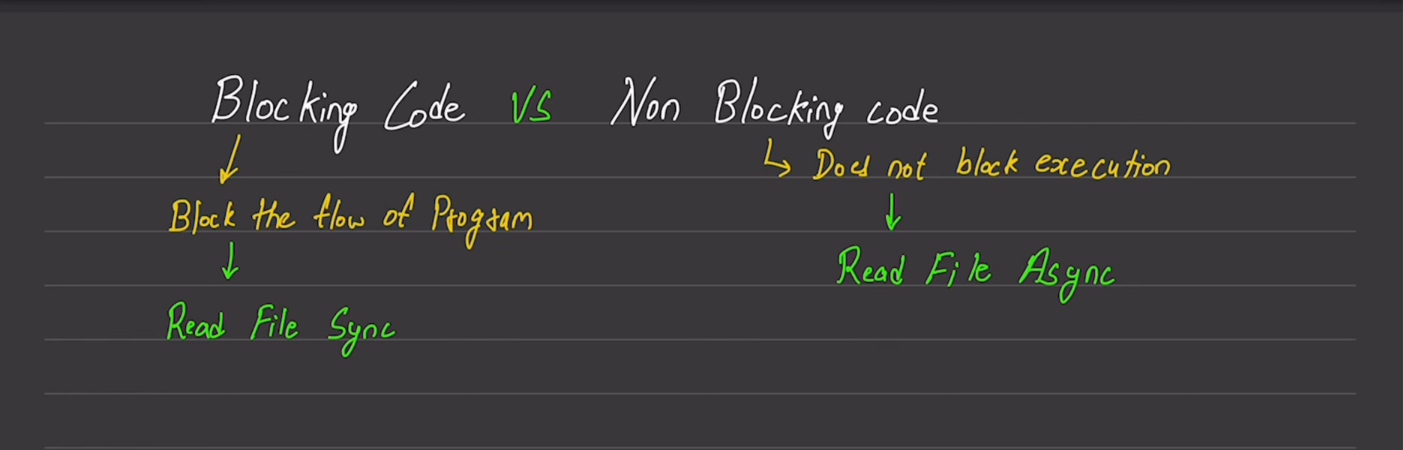 Blocking Code VS Non Blocking code
↳ Does not block execution
Block the flow of Program
Read File Async
Read File Sync